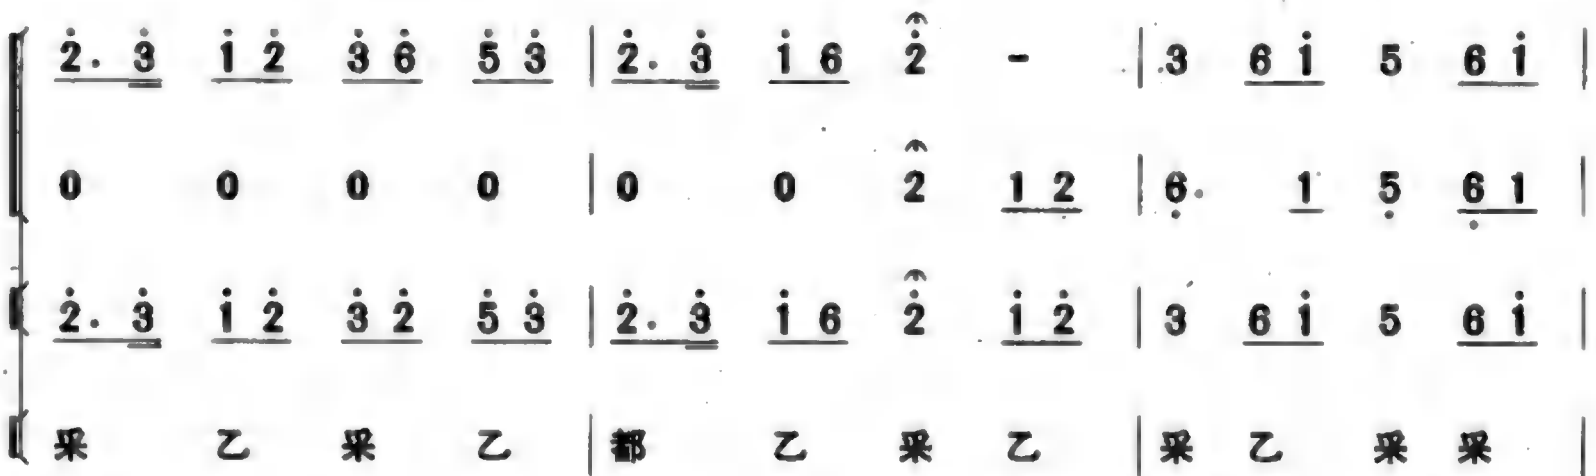 2̇. 3̇ 1̇ 2̇ 3̇ 6̇ 5̇ 3̇ | 2̇. 3̇ 1̇ 6 2̇ - | 3 6 1̇ 5 6 1̇ |
0 0 0 0 | 0 0 2 1 2 | 6̣. 1 5̣ 6̣ 1 |
2̇. 3̇ 1̇ 2̇ 3̇ 2̇ 5̇ 3̇ | 2̇. 3̇ 1̇ 6 2̇ 1̇ 2̇ | 3 6 1̇ 5 6 1̇ |
采 乙 采 乙 | 都 乙 采 乙 | 采 乙 采 采 |